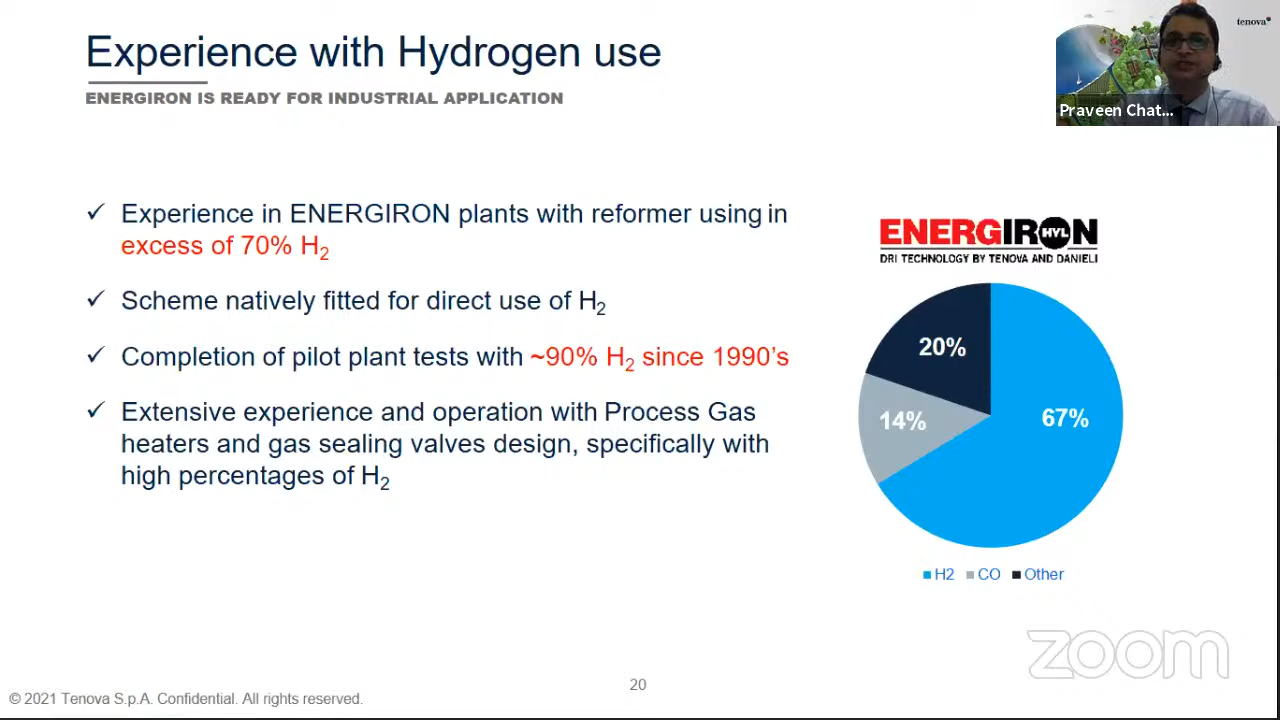 Experience with Hydrogen use
ENERGIRON IS READY FOR INDUSTRIAL APPLICATION
tenova
Praveen Chat...
✓ Experience in ENERGIRON plants with reformer using in
excess of 70% H₂
✓ Scheme natively fitted for direct use of H₂
✓ Completion of pilot plant tests with ~90% H₂ since 1990’s
✓ Extensive experience and operation with Process Gas
heaters and gas sealing valves design, specifically with
high percentages of H₂
ENERGIRON HYL
DRI TECHNOLOGY BY TENOVA AND DANIELI
20%
14%
67%
H2 CO Other
zoom
20
© 2021 Tenova S.p.A. Confidential. All rights reserved.